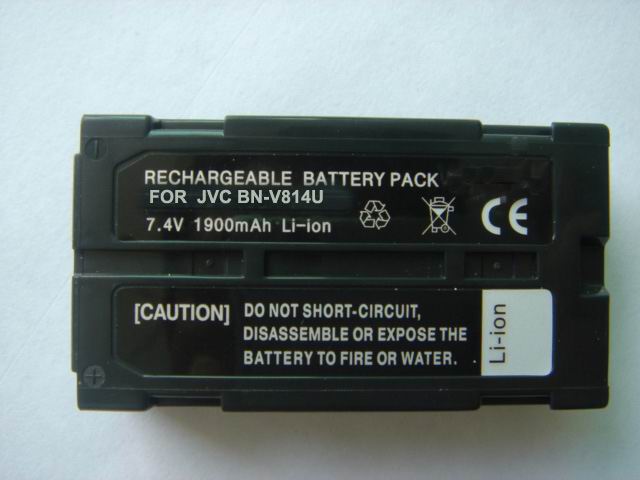 RECHARGEABLE BATTERY PACK
FOR JVC BN-V814U
7.4V 1900mAh Li-ion
CE
[CAUTION] DO NOT SHORT-CIRCUIT,
DISASSEMBLE OR EXPOSE THE
BATTERY TO FIRE OR WATER.
Li-ion